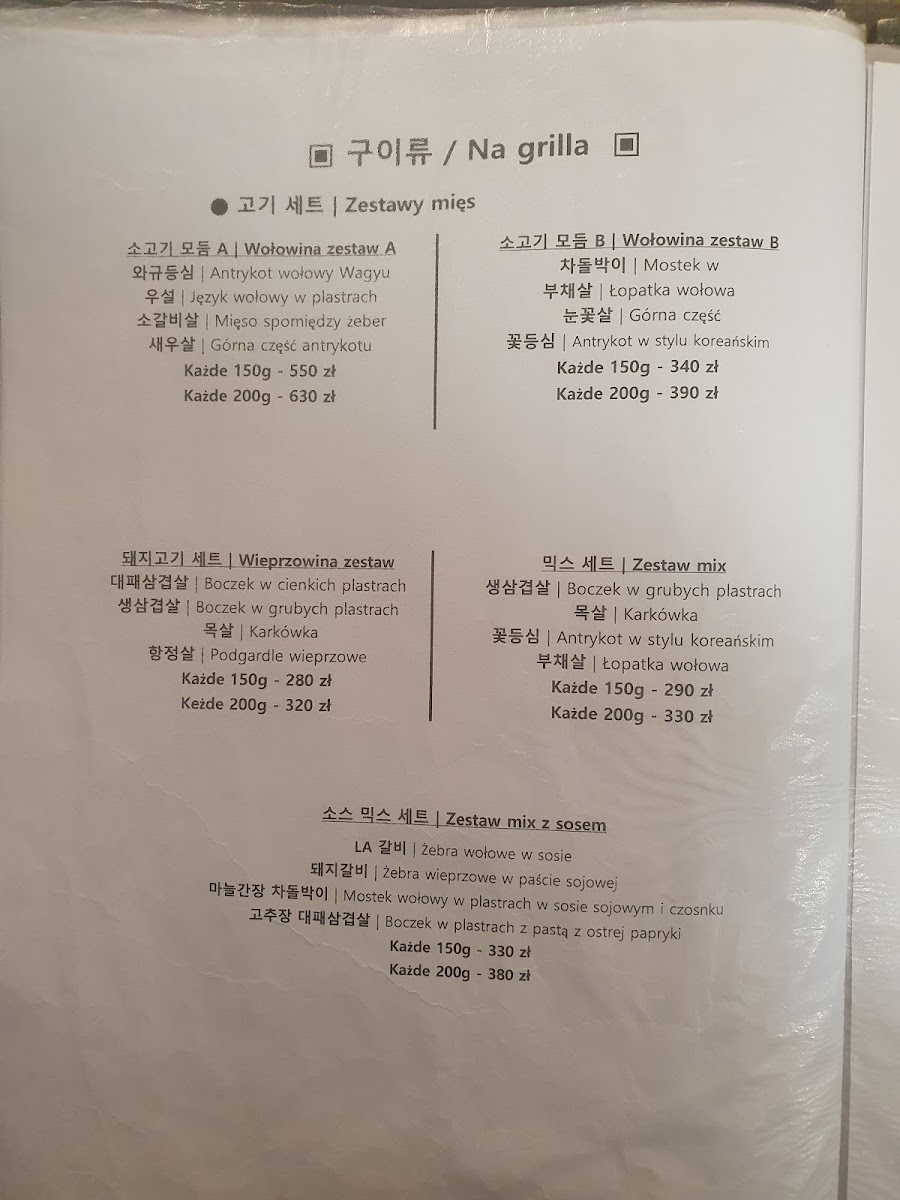 ▣ 구이류 / Na grilla ▣
● 고기 세트 | Zestawy mięs
소고기 모듬 A | Wołowina zestaw A
와규등심 | Antrykot wołowy Wagyu
우설 | Język wołowy w plastrach
소갈비살 | Mięso spomiędzy żeber
새우살 | Górna część antrykotu
Każde 150g - 550 zł
Każde 200g - 630 zł
소고기 모듬 B | Wołowina zestaw B
차돌박이 | Mostek w
부채살 | Łopatka wołowa
눈꽃살 | Górna część
꽃등심 | Antrykot w stylu koreańskim
Każde 150g - 340 zł
Każde 200g - 390 zł
돼지고기 세트 | Wieprzowina zestaw
대패삼겹살 | Boczek w cienkich plastrach
생삼겹살 | Boczek w grubych plastrach
목살 | Karkówka
항정살 | Podgardle wieprzowe
Każde 150g - 280 zł
Keżde 200g - 320 zł
믹스 세트 | Zestaw mix
생삼겹살 | Boczek w grubych plastrach
목살 | Karkówka
꽃등심 | Antrykot w stylu koreańskim
부채살 | Łopatka wołowa
Każde 150g - 290 zł
Każde 200g - 330 zł
소스 믹스 세트 | Zestaw mix z sosem
LA 갈비 | Żebra wołowe w sosie
돼지갈비 | Żebra wieprzowe w paście sojowej
마늘간장 차돌박이 | Mostek wołowy w plastrach w sosie sojowym i czosnku
고추장 대패삼겹살 | Boczek w plastrach z pastą z ostrej papryki
Każde 150g - 330 zł
Każde 200g - 380 zł